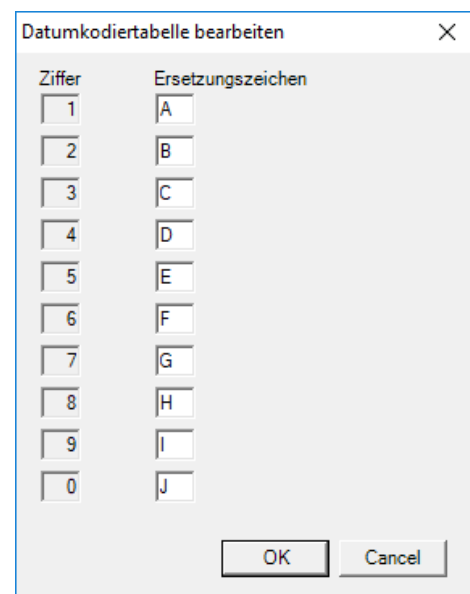 Datumkodiertabelle bearbeiten
Ziffer Ersetzungszeichen
1 A
2 B
3 C
4 D
5 E
6 F
7 G
8 H
9 I
0 J
OK Cancel